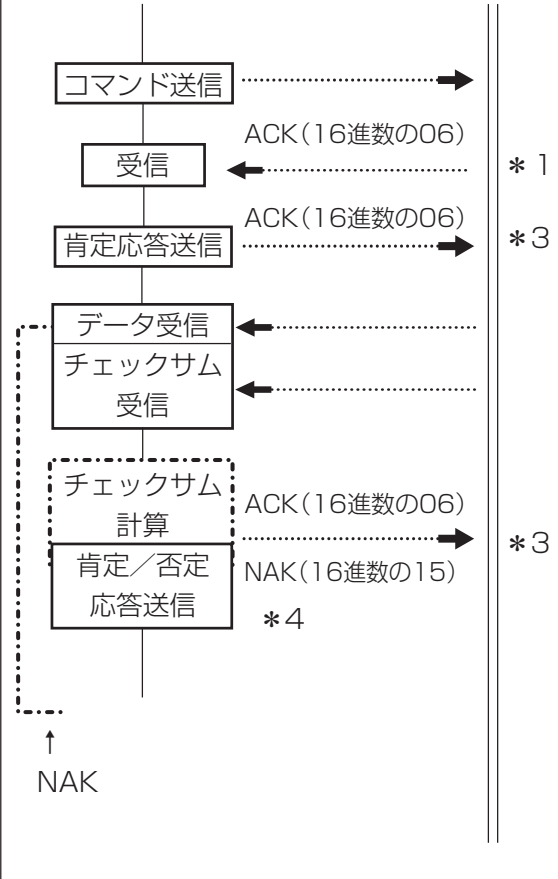 コマンド送信
ACK（16進数の06）
受信
＊1
ACK（16進数の06）
肯定応答送信
＊3
データ受信
チェックサム
受信
チェックサム
計算
ACK（16進数の06）
＊3
肯定／否定
応答送信
NAK（16進数の15）
＊4
NAK